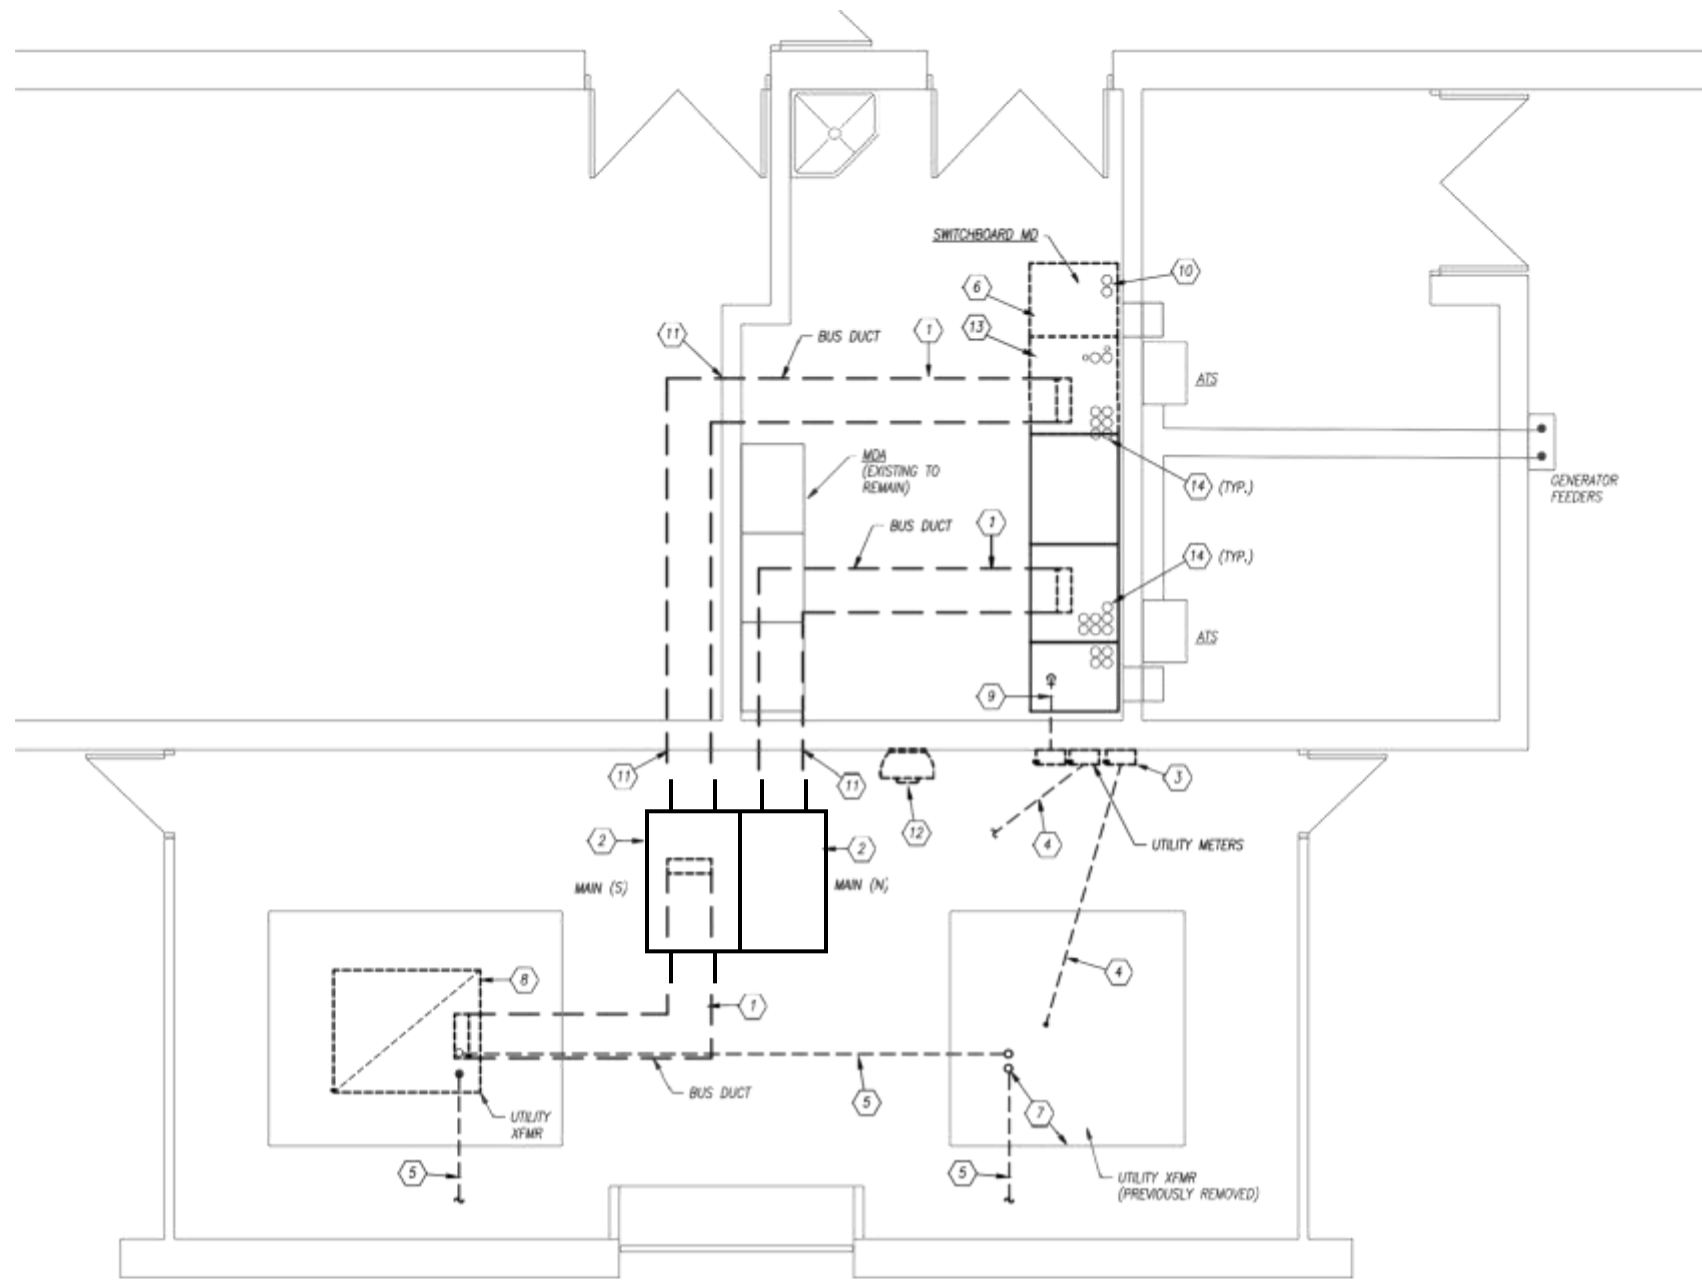 SWITCHBOARD MD
10
6
13
11
BUS DUCT
1
ATS
MDA
(EXISTING TO
REMAIN)
14 (TYP.)
GENERATOR
FEEDERS
BUS DUCT
1
14 (TYP.)
ATS
9
11
11
3
12
4
UTILITY METERS
2
2
MAIN (S)
MAIN (N)
8
4
1
BUS DUCT
5
7
UTILITY
XFMR
5
5
UTILITY XFMR
(PREVIOUSLY REMOVED)